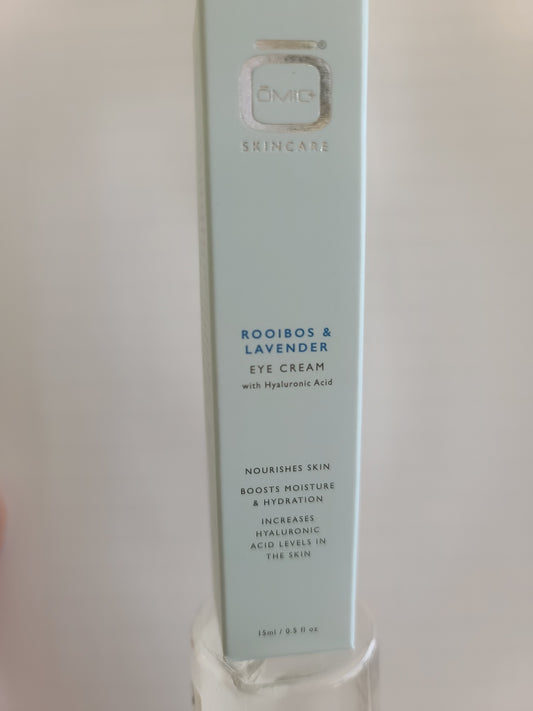 ŌMIC+
SKINCARE
ROOIBOS &
LAVENDER
EYE CREAM
with Hyaluronic Acid
NOURISHES SKIN
BOOSTS MOISTURE
& HYDRATION
INCREASES
HYALURONIC
ACID LEVELS IN
THE SKIN
15ml / 0.5 fl oz